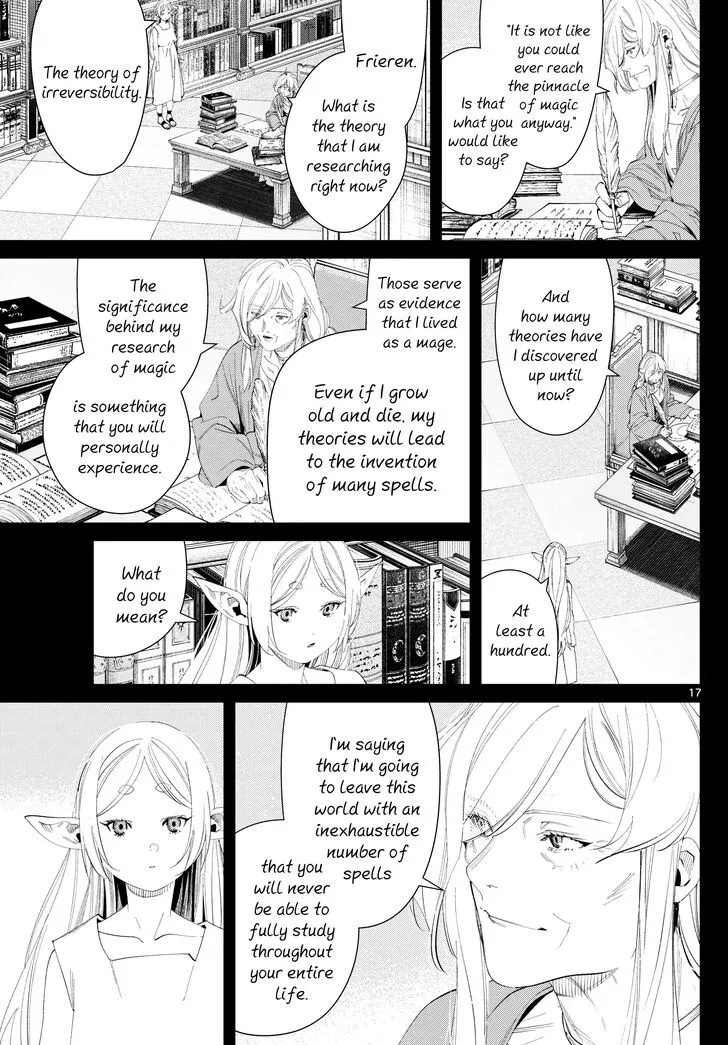 "It is not like
you could
ever reach
the pinnacle
of magic
anyway."
Is that
what you
would like
to say?
Frieren.
What is
the theory
that I am
researching
right now?
The theory of
irreversibility.
And
how many
theories have
I discovered
up until
now?
At
least a
hundred.
Those serve
as evidence
that I lived
as a mage.
Even if I grow
old and die, my
theories will lead
to the invention
of many spells.
The
significance
behind my
research
of magic
is something
that you will
personally
experience.
What
do you
mean?
17
I'm saying
that I'm going
to leave this
world with an
inexhaustible
number of
spells
that you
will never
be able to
fully study
throughout
your entire
life.